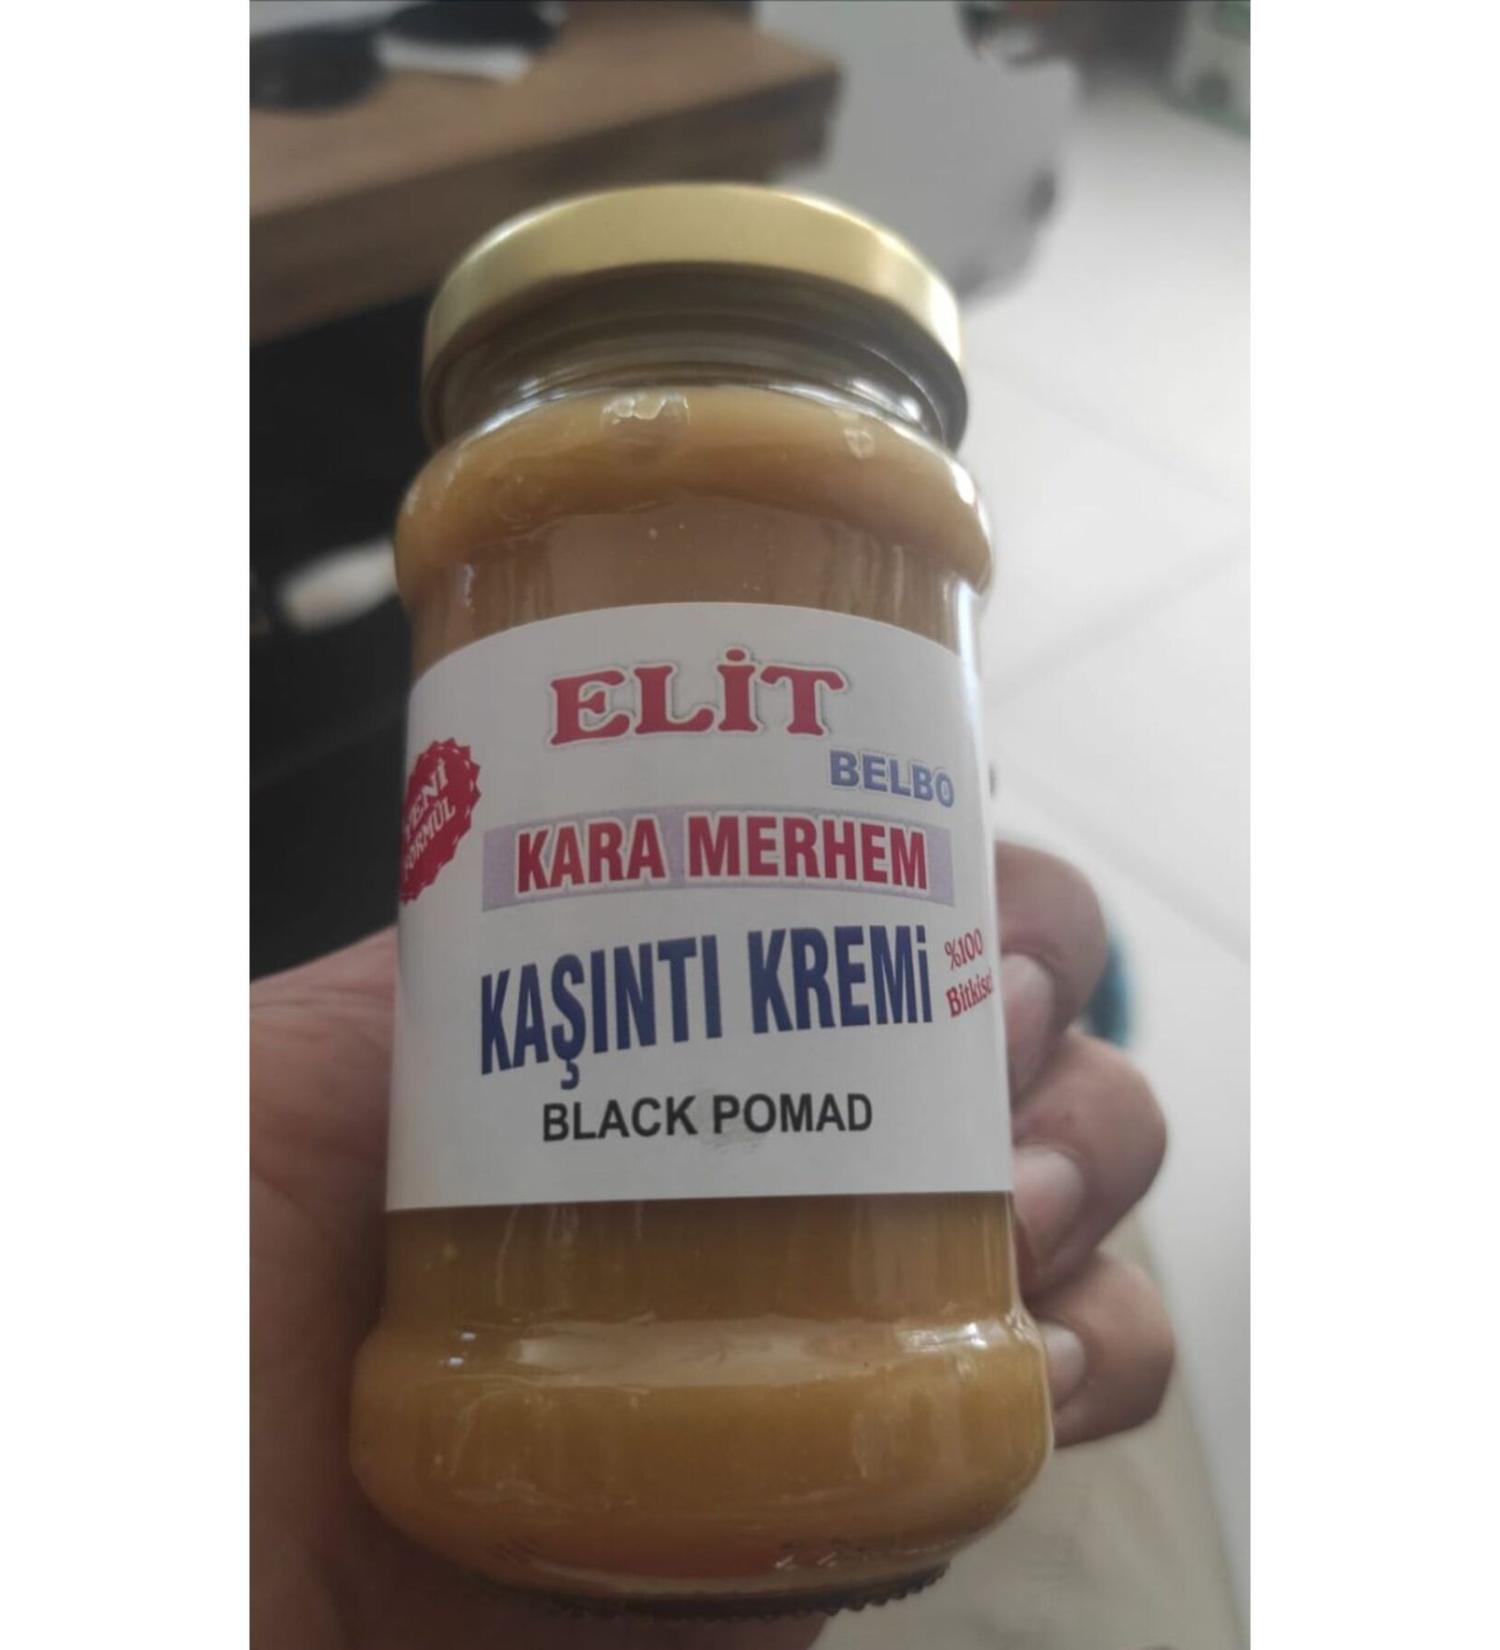 ELİT
BELBO
YENİ
FORMÜL
KARA MERHEM
KAŞINTI KREMİ
%100
Bitkisel
BLACK POMAD